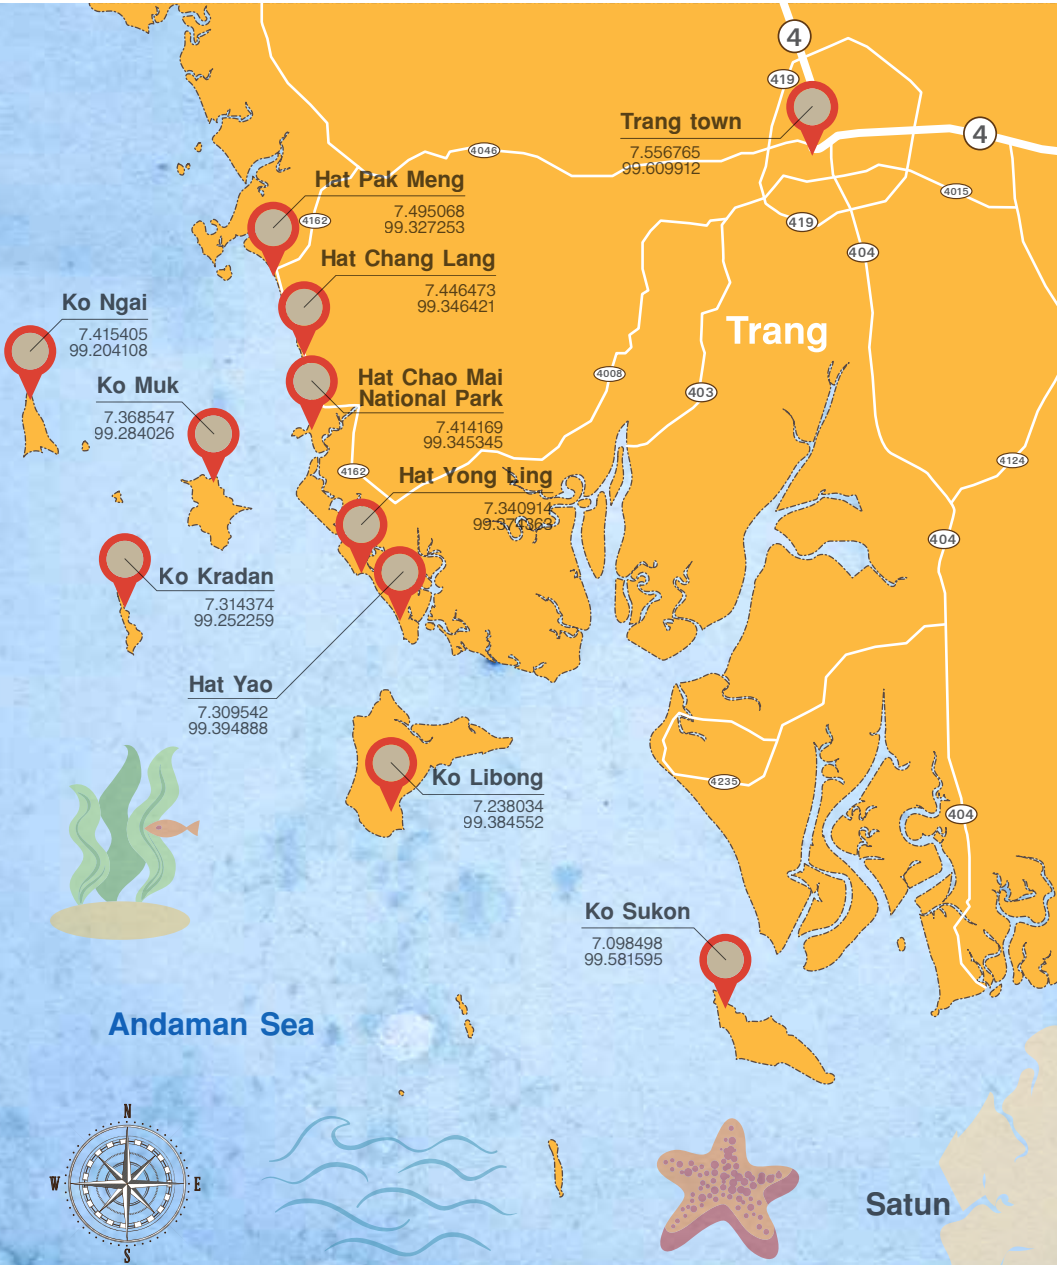 4
419
Trang town
7.556765
99.609912
4
4046
Hat Pak Meng
7.495068
99.327253
4162
4015
419
404
Hat Chang Lang
7.446473
99.346421
Ko Ngai
7.415405
99.204108
Trang
Ko Muk
7.368547
99.284026
Hat Chao Mai
National Park
7.414169
99.345345
4008
403
4162
4124
Hat Yong Ling
7.340914
99.374363
404
Ko Kradan
7.314374
99.252259
Hat Yao
7.309542
99.394888
Ko Libong
7.238034
99.384552
4235
404
Ko Sukon
7.098498
99.581595
Andaman Sea
N
W
E
S
Satun